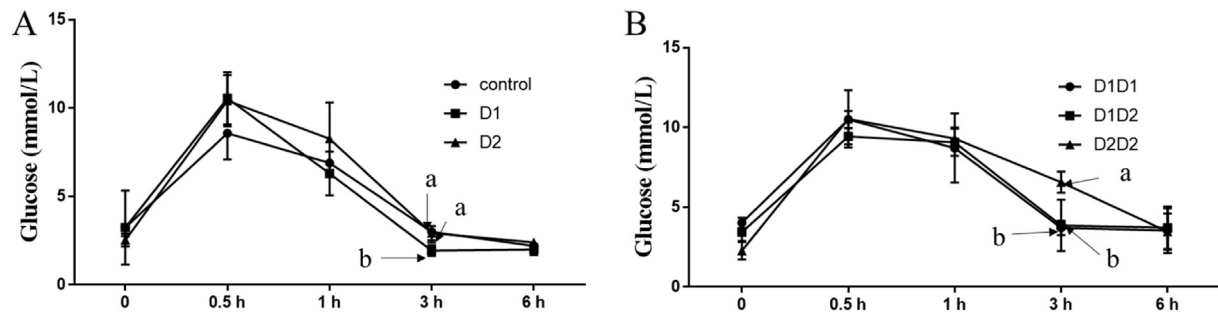 A
Glucose (mmol/L)
15
10
5
0
control
D1
D2
a
a
b
0 0.5 h 1 h 3 h 6 h
B
Glucose (mmol/L)
15
10
5
0
D1D1
D1D2
D2D2
a
b
b
0 0.5 h 1 h 3 h 6 h